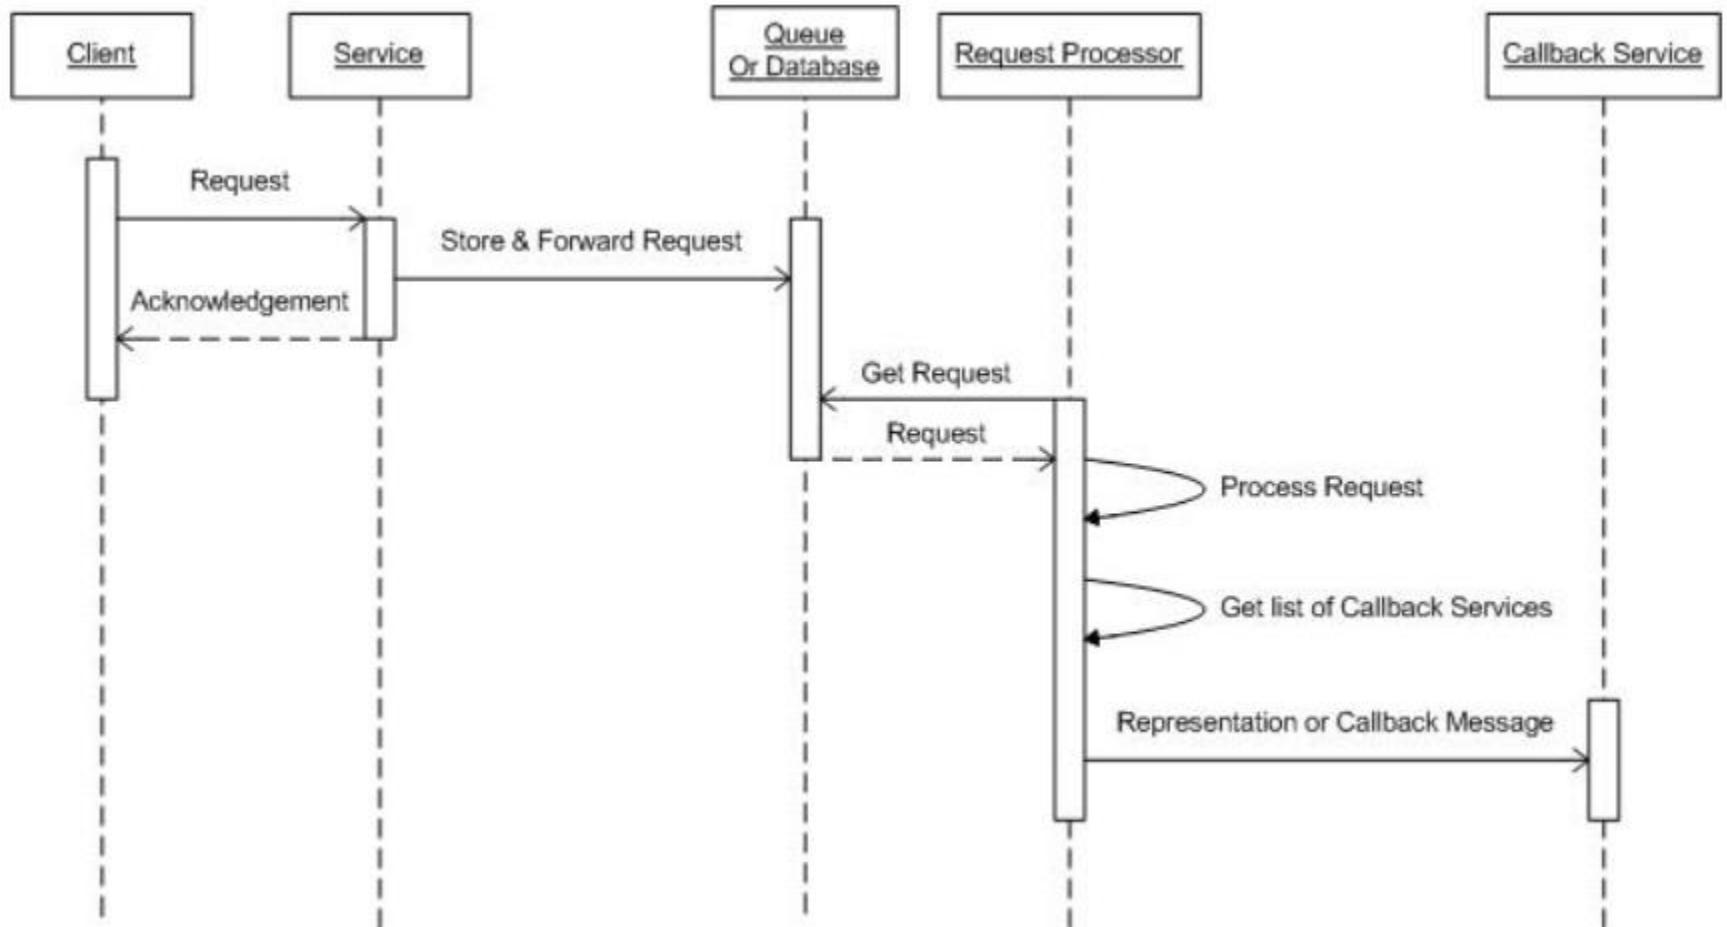 Client
Service
Queue
Or Database
Request Processor
Callback Service
Request
Store & Forward Request
Acknowledgement
Get Request
Request
Process Request
Get list of Callback Services
Representation or Callback Message